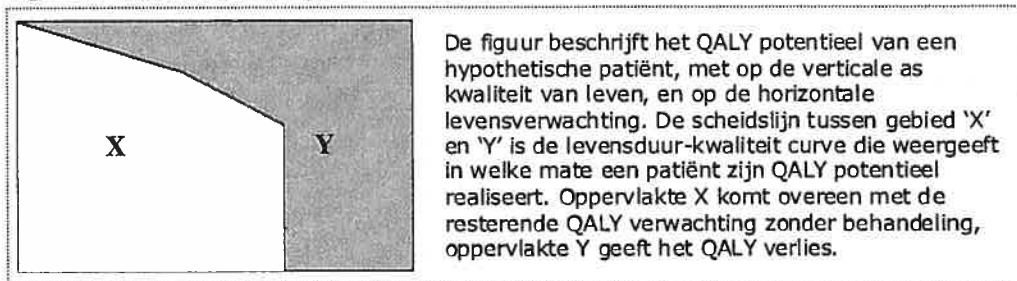 De figuur beschrijft het QALY potentieel van een
hypothetische patiënt, met op de verticale as
kwaliteit van leven, en op de horizontale
levensverwachting. De scheidslijn tussen gebied 'X'
en 'Y' is de levensduur-kwaliteit curve die weergeeft
in welke mate een patiënt zijn QALY potentieel
realiseert. Oppervlakte X komt overeen met de
resterende QALY verwachting zonder behandeling,
oppervlakte Y geeft het QALY verlies.
X
Y